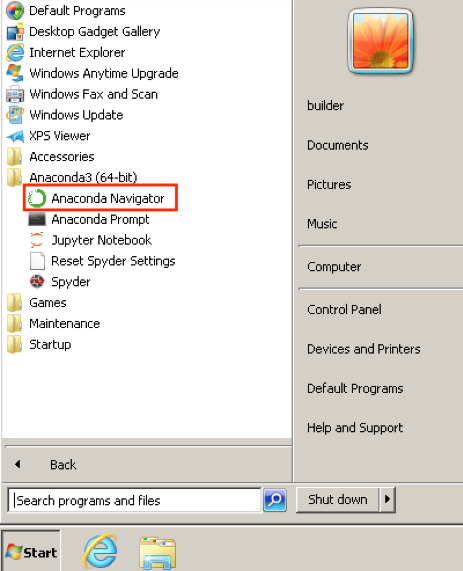 Default Programs
Desktop Gadget Gallery
Internet Explorer
Windows Anytime Upgrade
Windows Fax and Scan
Windows Update
XPS Viewer
Accessories
Anaconda3 (64-bit)
Anaconda Navigator
Anaconda Prompt
Jupyter Notebook
Reset Spyder Settings
Spyder
Games
Maintenance
Startup
Back
Search programs and files
builder
Documents
Pictures
Music
Computer
Control Panel
Devices and Printers
Default Programs
Help and Support
Shut down
Start